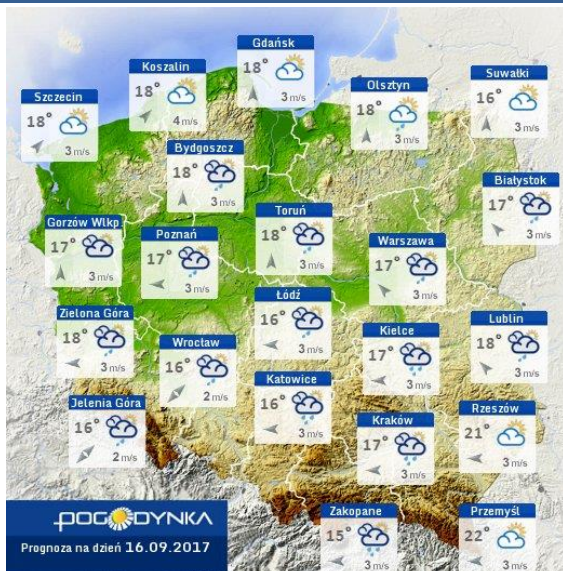 Gdańsk
18°
3 m/s
Koszalin
18°
4 m/s
Suwałki
16°
3 m/s
Olsztyn
18°
3 m/s
Szczecin
18°
3 m/s
Bydgoszcz
18°
3 m/s
Białystok
17°
3 m/s
Toruń
18°
3 m/s
Gorzów Wlkp.
17°
3 m/s
Poznań
17°
3 m/s
Warszawa
17°
3 m/s
Łódź
16°
3 m/s
Zielona Góra
18°
3 m/s
Lublin
18°
3 m/s
Kielce
17°
3 m/s
Wrocław
16°
2 m/s
Katowice
16°
3 m/s
Jelenia Góra
16°
2 m/s
Rzeszów
21°
3 m/s
Kraków
17°
3 m/s
Zakopane
15°
3 m/s
Przemyśl
22°
3 m/s
POGODYNKA
Prognoza na dzień 16.09.2017